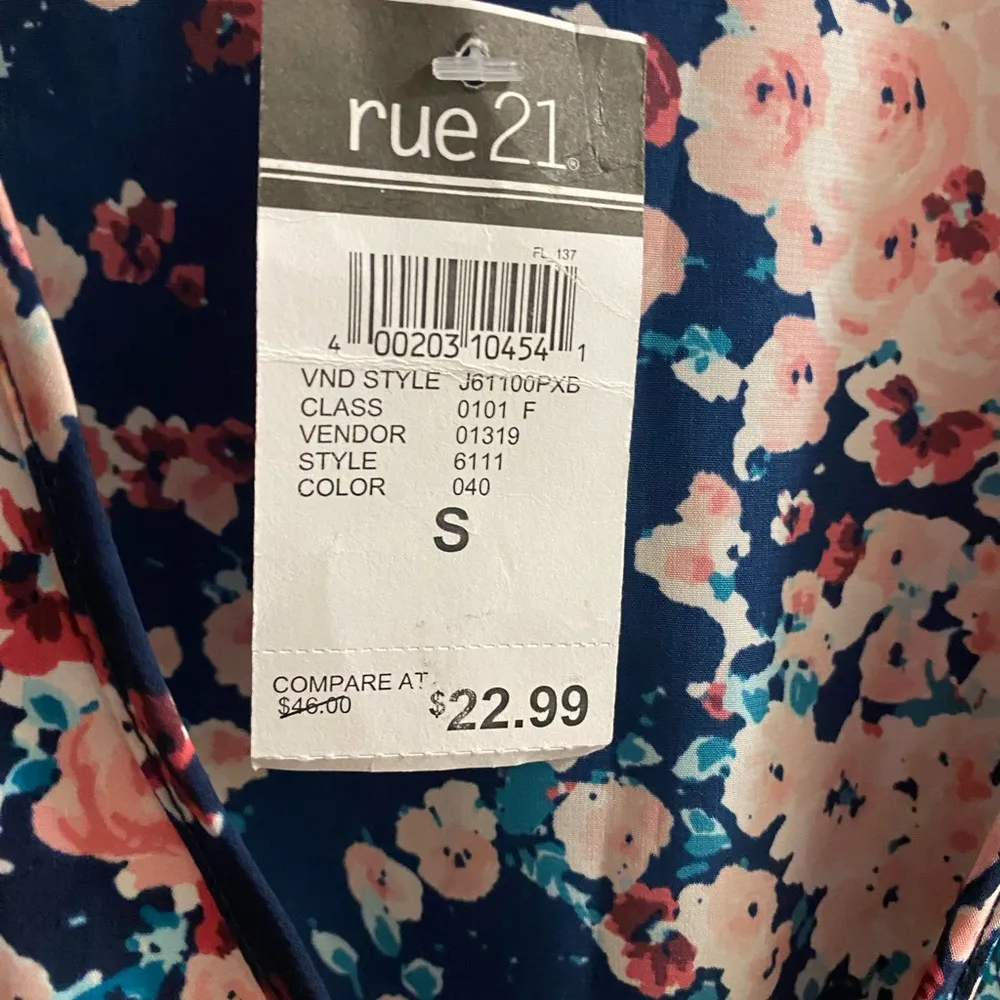 rue21®
FL 137
4 00203 10454 1
VND STYLE J61100PXB
CLASS 0101 F
VENDOR 01319
STYLE 6111
COLOR 040
S
COMPARE AT
$46.00
$22.99